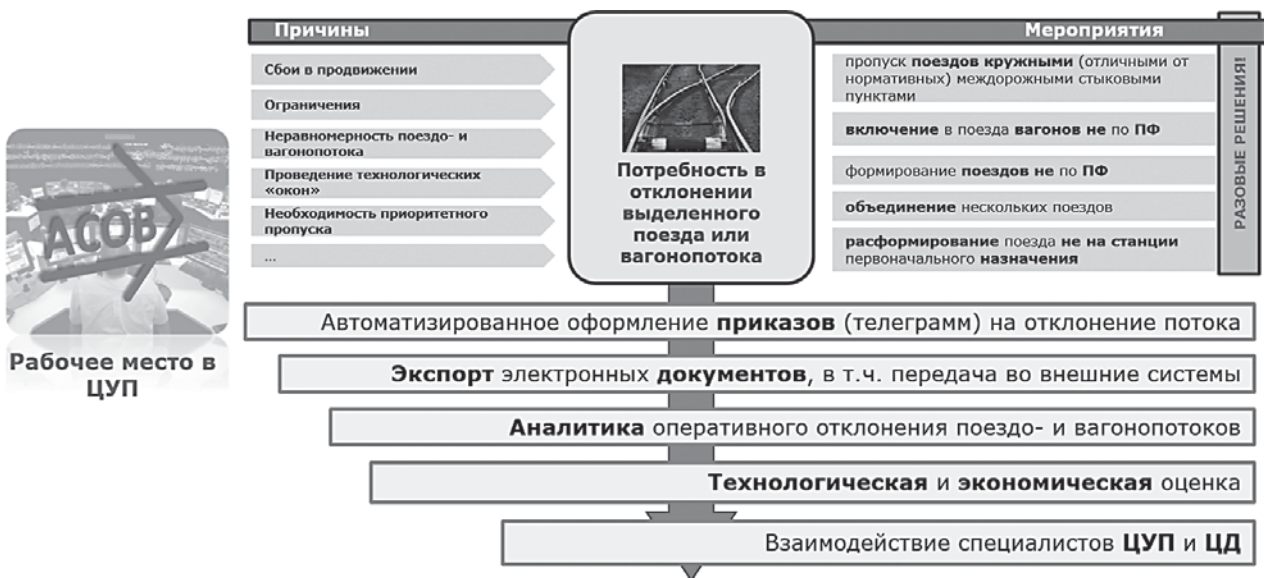 Причины
Мероприятия
Сбои в продвижении
Ограничения
Неравномерность поездо- и
вагонопотока
Проведение технологических
«окон»
Необходимость приоритетного
пропуска
...
Потребность в
отклонении
выделенного
поезда или
вагонопотока
пропуск поездов кружными (отличными от
нормативных) междорожными стыковыми
пунктами
включение в поезда вагонов не по ПФ
формирование поездов не по ПФ
объединение нескольких поездов
расформирование поезда не на станции
первоначального назначения
РАЗОВЫЕ РЕШЕНИЯ!
АСОВ
Рабочее место в
ЦУП
Автоматизированное оформление приказов (телеграмм) на отклонение потока
Экспорт электронных документов, в т.ч. передача во внешние системы
Аналитика оперативного отклонения поездо- и вагонопотоков
Технологическая и экономическая оценка
Взаимодействие специалистов ЦУП и ЦД